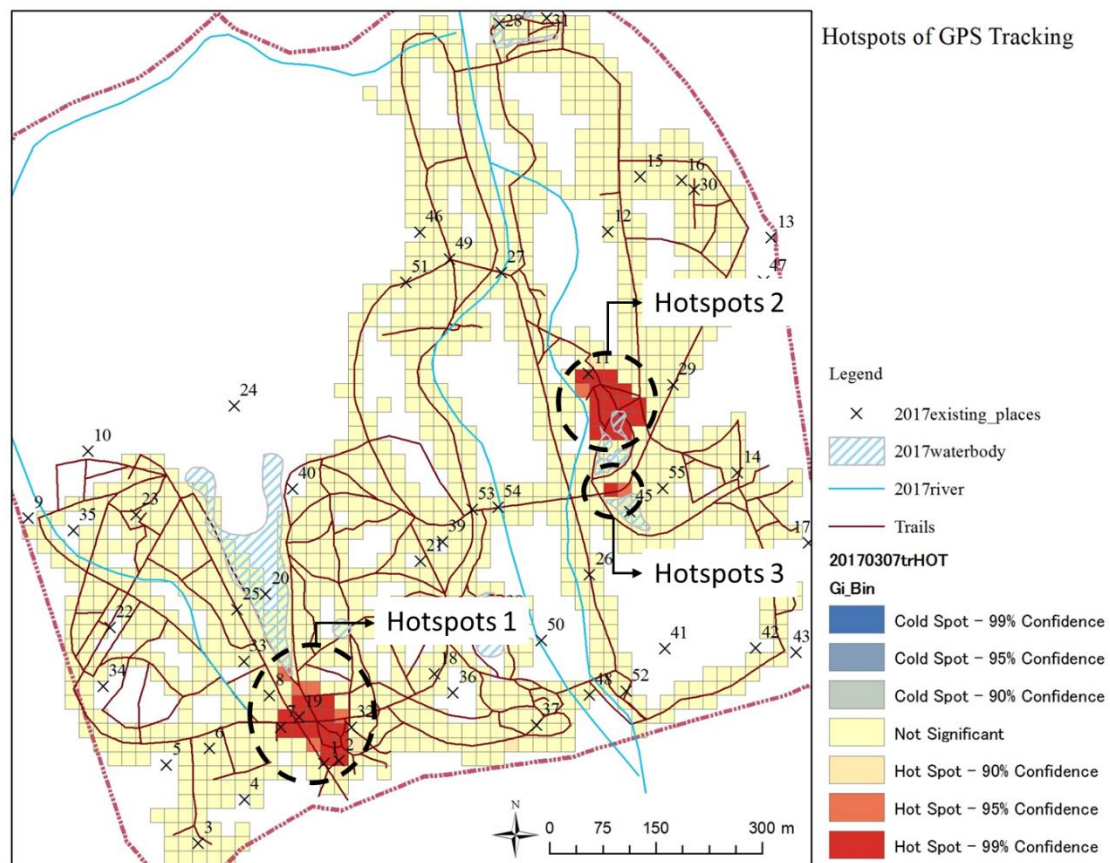 Hotspots of GPS Tracking
28
31
15
16
30
46
12
13
49
47
27
51
Hotspots 2
11
29
24
10
40
55
14
9
23
53
54
45
35
39
17
21
26
Hotspots 3
20
25
22
Hotspots 1
50
41
42
43
33
18
34
8
36
52
48
19
7
32
37
6
5
1
2
4
3
N
0 75 150 300 m
Legend
2017existing_places
2017waterbody
2017river
Trails
20170307trHOT
Gi_Bin
Cold Spot - 99% Confidence
Cold Spot - 95% Confidence
Cold Spot - 90% Confidence
Not Significant
Hot Spot - 90% Confidence
Hot Spot - 95% Confidence
Hot Spot - 99% Confidence